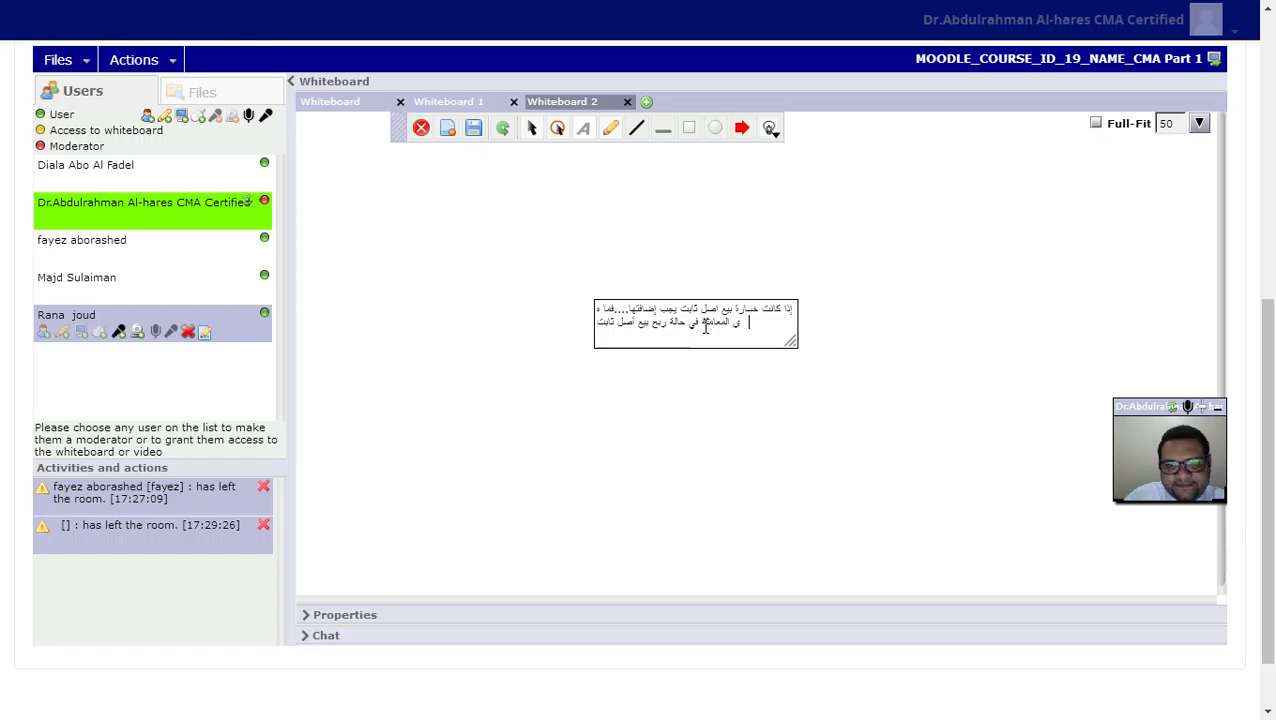 Dr.Abdulrahman Al-hares CMA Certified
Files
Actions
MOODLE_COURSE_ID_19_NAME_CMA Part 1
Users
Files
User
Access to whiteboard
Moderator
Diala Abo Al Fadel
Dr.Abdulrahman Al-hares CMA Certified
fayez aborashed
Majd Sulaiman
Rana joud
Please choose any user on the list to make
them a moderator or to grant them access to
the whiteboard or video
Activities and actions
fayez aborashed [fayez] : has left
the room. [17:27:09]
[] : has left the room. [17:29:26]
Whiteboard
Whiteboard
Whiteboard 1
Whiteboard 2
Full-Fit
50
إذا كانت خسارة بيع اصل ثابت يجب إضافتها....فما ه
ي المعاملة في حالة ربح بيع أصل ثابت
Properties
Chat